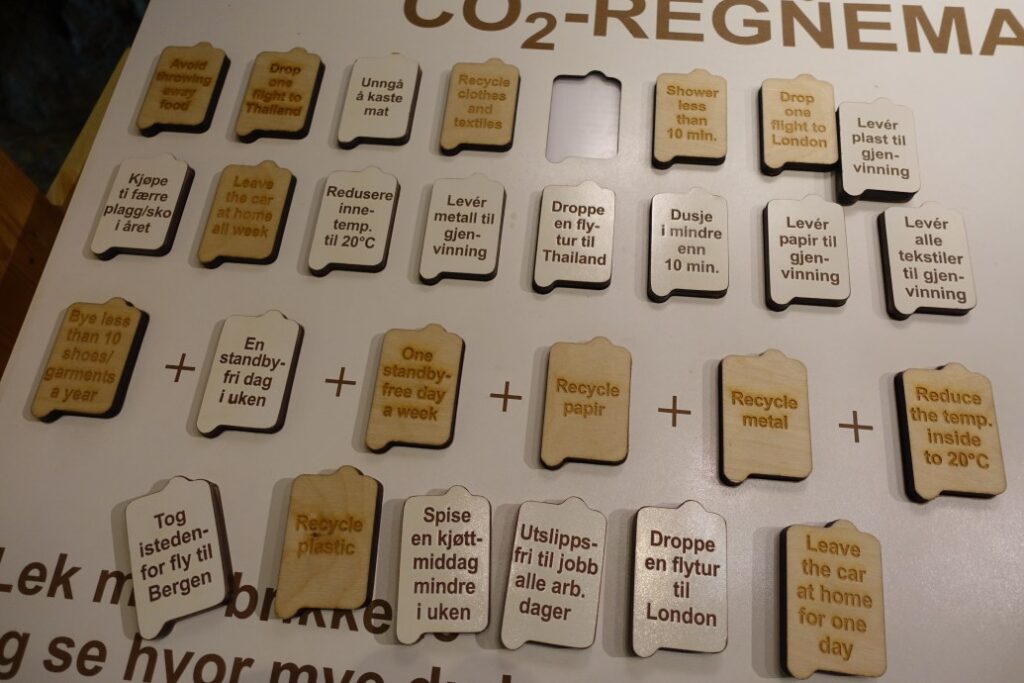 CO₂-REGNEMA
Avoid
throwing
away
food
Drop
one
flight to
Thailand
Unngå
å kaste
mat
Recycle
clothes
and
textiles
Shower
less
than
10 min.
Drop
one
flight to
London
Levér
plast til
gjen-
vinning
Kjøpe
ti færre
plagg/sko
i året
Leave
the car
at home
all week
Redusere
inne-
temp.
til 20°C
Levér
metall til
gjen-
vinning
Droppe
en fly-
tur til
Thailand
Dusje
i mindre
enn
10 min.
Levér
papir til
gjen-
vinning
Levér
alle
tekstiler
til gjen-
vinning
Bye less
than 10
shoes/
garments
a year
+
En
standby-
fri dag
i uken
+
One
standby-
free day
a week
+
Recycle
papir
+
Recycle
metal
+
Reduce
the temp.
inside
to 20°C
Tog
isteden-
for fly til
Bergen
Recycle
plastic
Spise
en kjøtt-
middag
mindre
i uken
Utslipps-
fri til jobb
alle arb.
dager
Droppe
en flytur
til
London
Leave
the car
at home
for one
day
Lek m brikke
g se hvor mye